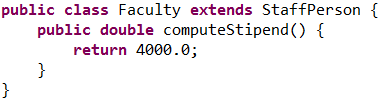 public class Faculty extends StaffPerson {
    public double computeStipend() {
        return 4000.0;
    }
}